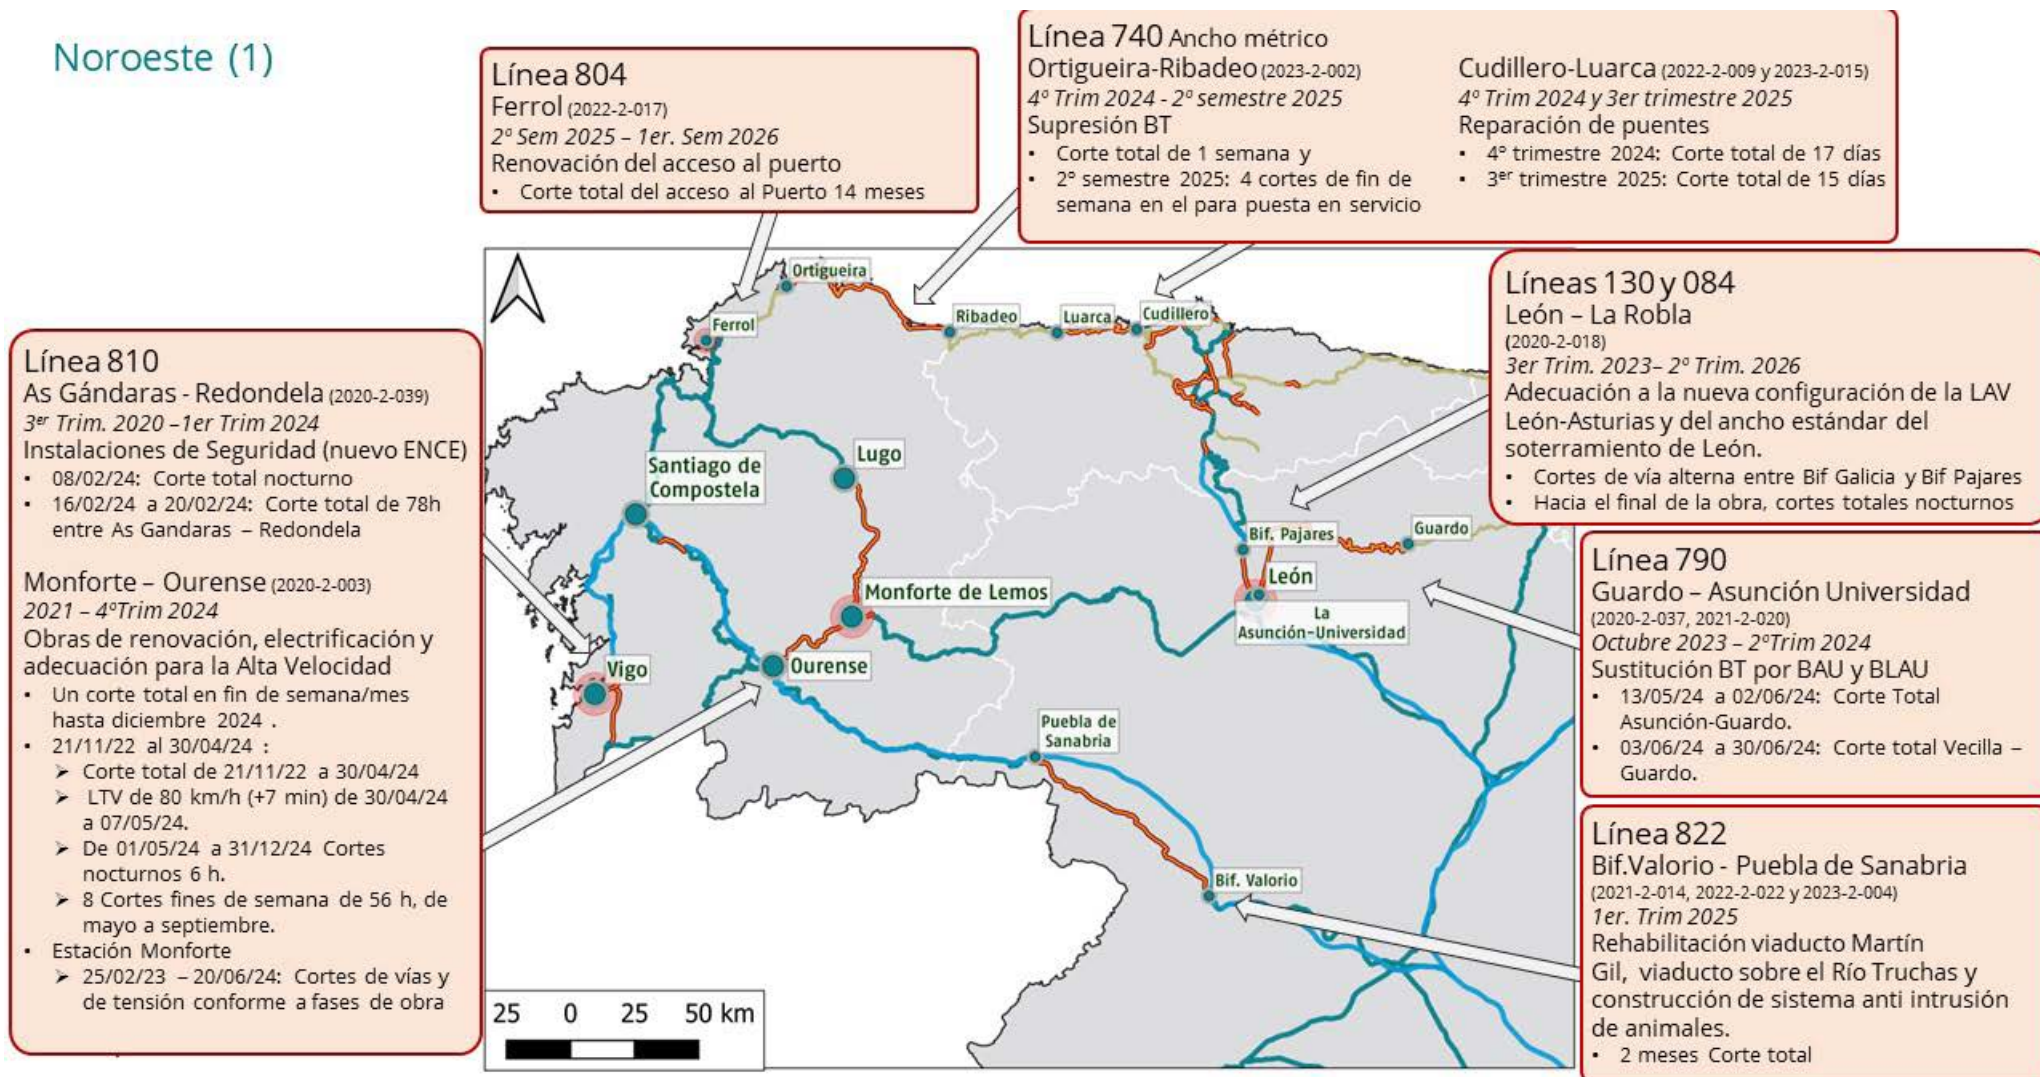 Noroeste (1)
Línea 804
Ferrol (2022-2-017)
2º Sem 2025 – 1er. Sem 2026
Renovación del acceso al puerto
• Corte total del acceso al Puerto 14 meses
Línea 740 Ancho métrico
Ortigueira-Ribadeo (2023-2-002)
4º Trim 2024 - 2º semestre 2025
Supresión BT
• Corte total de 1 semana y
• 2º semestre 2025: 4 cortes de fin de
semana en el para puesta en servicio
Cudillero-Luarca (2022-2-009 y 2023-2-015)
4º Trim 2024 y 3er trimestre 2025
Reparación de puentes
• 4º trimestre 2024: Corte total de 17 días
• 3er trimestre 2025: Corte total de 15 días
Líneas 130 y 084
León – La Robla
(2020-2-018)
3er Trim. 2023– 2º Trim. 2026
Adecuación a la nueva configuración de la LAV
León-Asturias y del ancho estándar del
soterramiento de León.
• Cortes de vía alterna entre Bif Galicia y Bif Pajares
• Hacia el final de la obra, cortes totales nocturnos
Línea 810
As Gándaras - Redondela (2020-2-039)
3er Trim. 2020 –1er Trim 2024
Instalaciones de Seguridad (nuevo ENCE)
• 08/02/24: Corte total nocturno
• 16/02/24 a 20/02/24: Corte total de 78h
entre As Gandaras – Redondela
Monforte – Ourense (2020-2-003)
2021 – 4ºTrim 2024
Obras de renovación, electrificación y
adecuación para la Alta Velocidad
• Un corte total en fin de semana/mes
hasta diciembre 2024 .
• 21/11/22 al 30/04/24 :
➢ Corte total de 21/11/22 a 30/04/24
➢ LTV de 80 km/h (+7 min) de 30/04/24
a 07/05/24.
➢ De 01/05/24 a 31/12/24 Cortes
nocturnos 6 h.
➢ 8 Cortes fines de semana de 56 h, de
mayo a septiembre.
• Estación Monforte
➢ 25/02/23 – 20/06/24: Cortes de vías y
de tensión conforme a fases de obra
Línea 790
Guardo – Asunción Universidad
(2020-2-037, 2021-2-020)
Octubre 2023 – 2ºTrim 2024
Sustitución BT por BAU y BLAU
• 13/05/24 a 02/06/24: Corte Total
Asunción-Guardo.
• 03/06/24 a 30/06/24: Corte total Vecilla –
Guardo.
Línea 822
Bif.Valorio - Puebla de Sanabria
(2021-2-014, 2022-2-022 y 2023-2-004)
1er. Trim 2025
Rehabilitación viaducto Martín
Gil, viaducto sobre el Río Truchas y
construcción de sistema anti intrusión
de animales.
• 2 meses Corte total
Ortigueira
Ferrol
Ribadeo
Luarca
Cudillero
Lugo
Santiago de
Compostela
Bif. Pajares
Guardo
León
La
Asunción-Universidad
Monforte de Lemos
Ourense
Vigo
Puebla de
Sanabria
Bif. Valorio
25 0 25 50 km